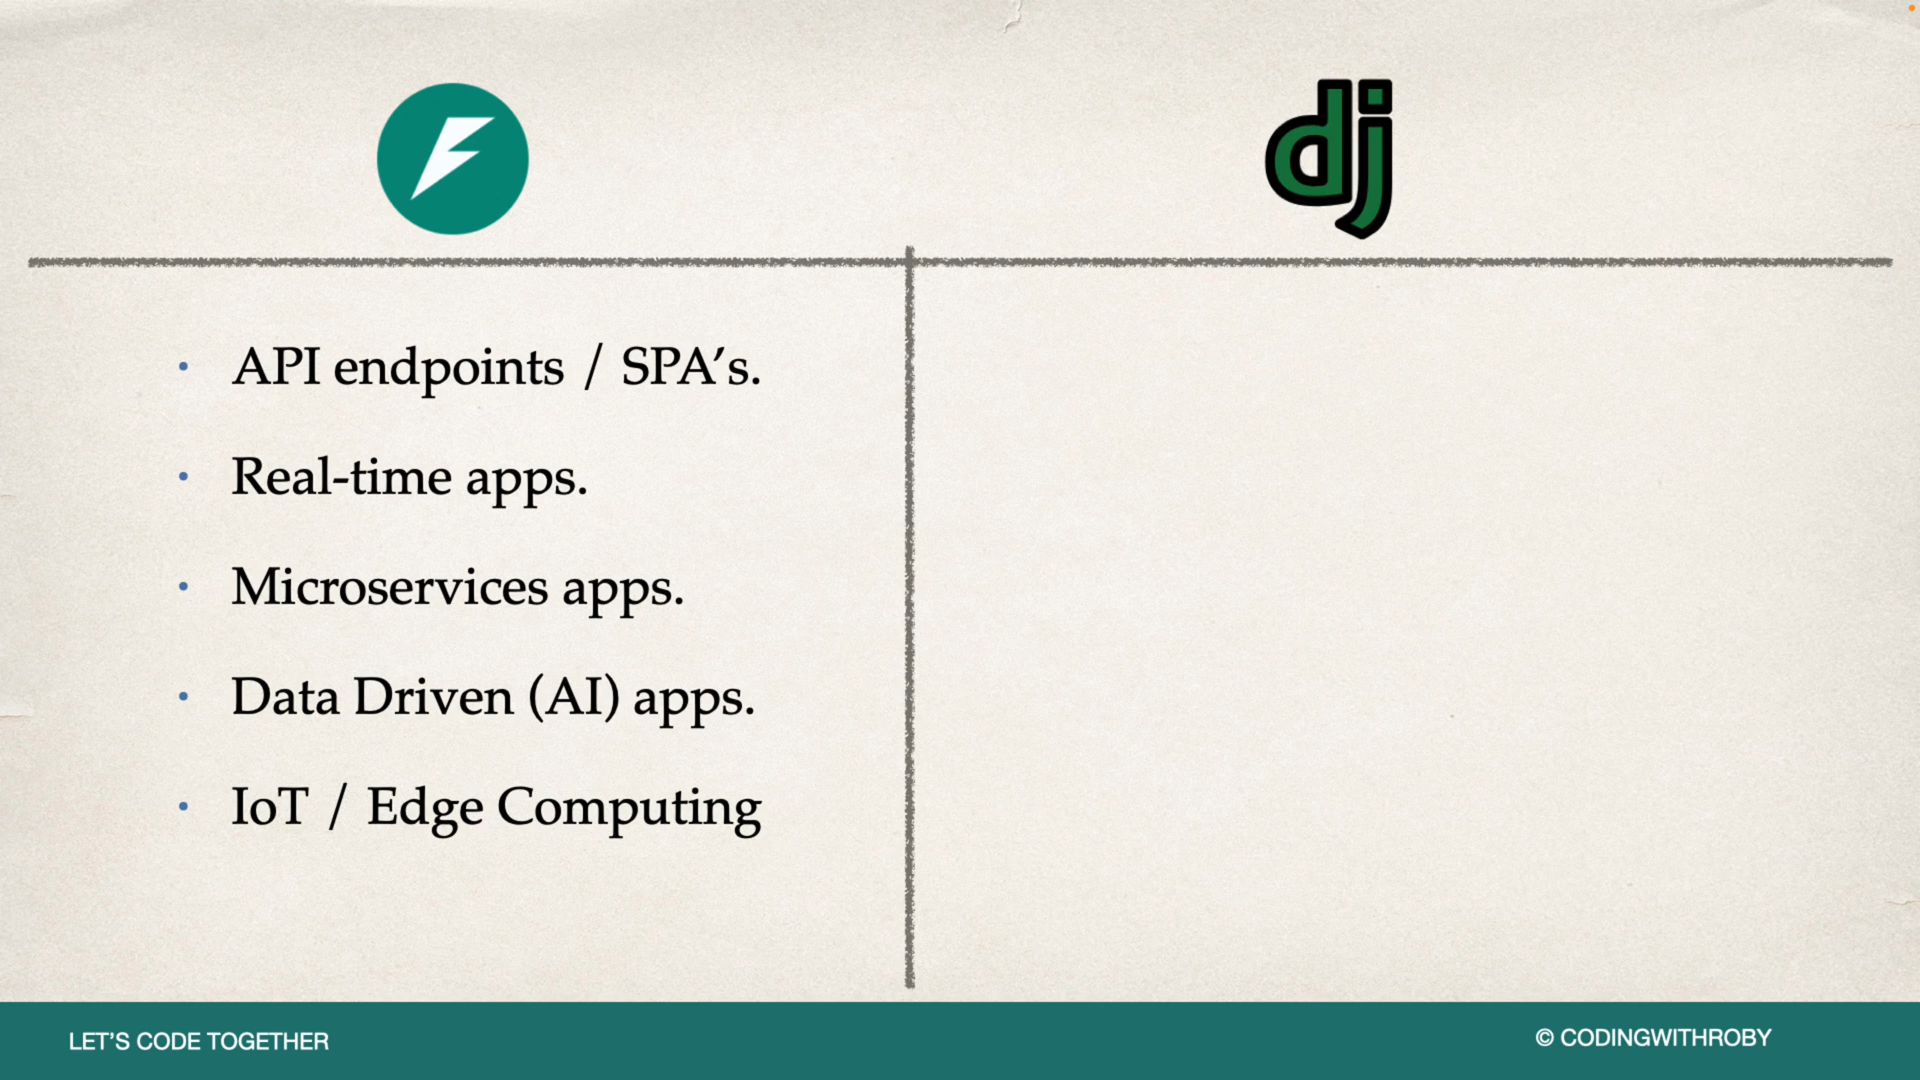 dj
• API endpoints / SPA’s.
• Real-time apps.
• Microservices apps.
• Data Driven (AI) apps.
• IoT / Edge Computing
LET’S CODE TOGETHER
© CODINGWITHROBY